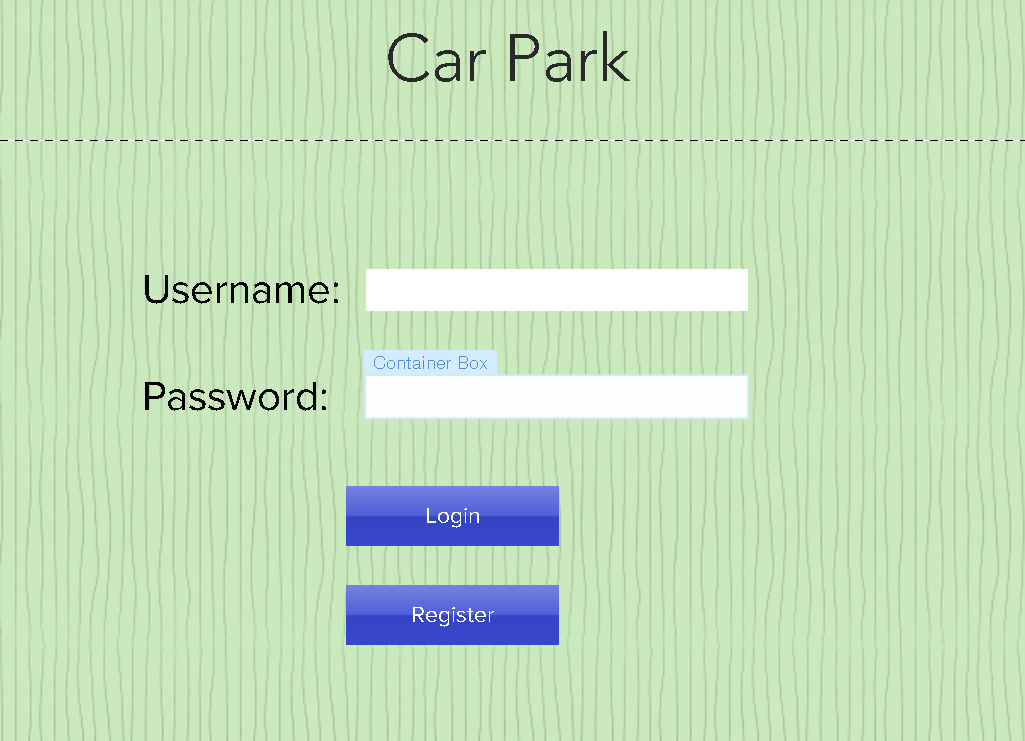 Car Park
Username:
Container Box
Password:
Login
Register